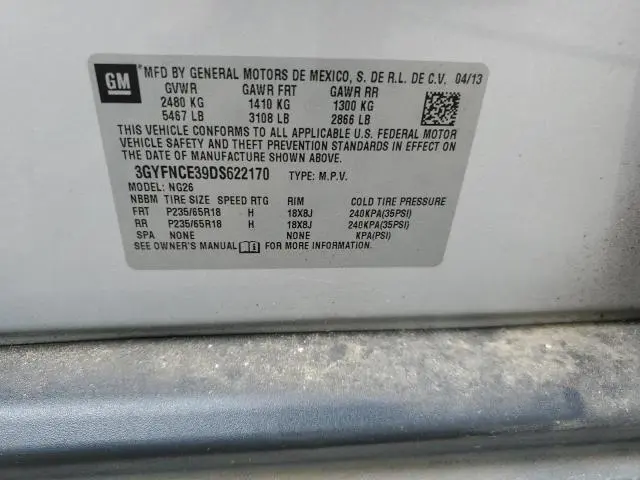 GM MFD BY GENERAL MOTORS DE MEXICO, S. DE R.L. DE C.V. 04/13
GVWR GAWR FRT GAWR RR
2480 KG 1410 KG 1300 KG
5467 LB 3108 LB 2866 LB
THIS VEHICLE CONFORMS TO ALL APPLICABLE U.S. FEDERAL MOTOR
VEHICLE SAFETY AND THEFT PREVENTION STANDARDS IN EFFECT ON
THE DATE OF MANUFACTURE SHOWN ABOVE.
3GYFNCE39DS622170 TYPE: M.P.V.
MODEL: NG26
NBBM TIRE SIZE SPEED RTG RIM COLD TIRE PRESSURE
FRT P235/65R18 H 18X8J 240KPA(35PSI)
RR P235/65R18 H 18X8J 240KPA(35PSI)
SPA NONE NONE KPA(PSI)
SEE OWNER'S MANUAL FOR MORE INFORMATION.